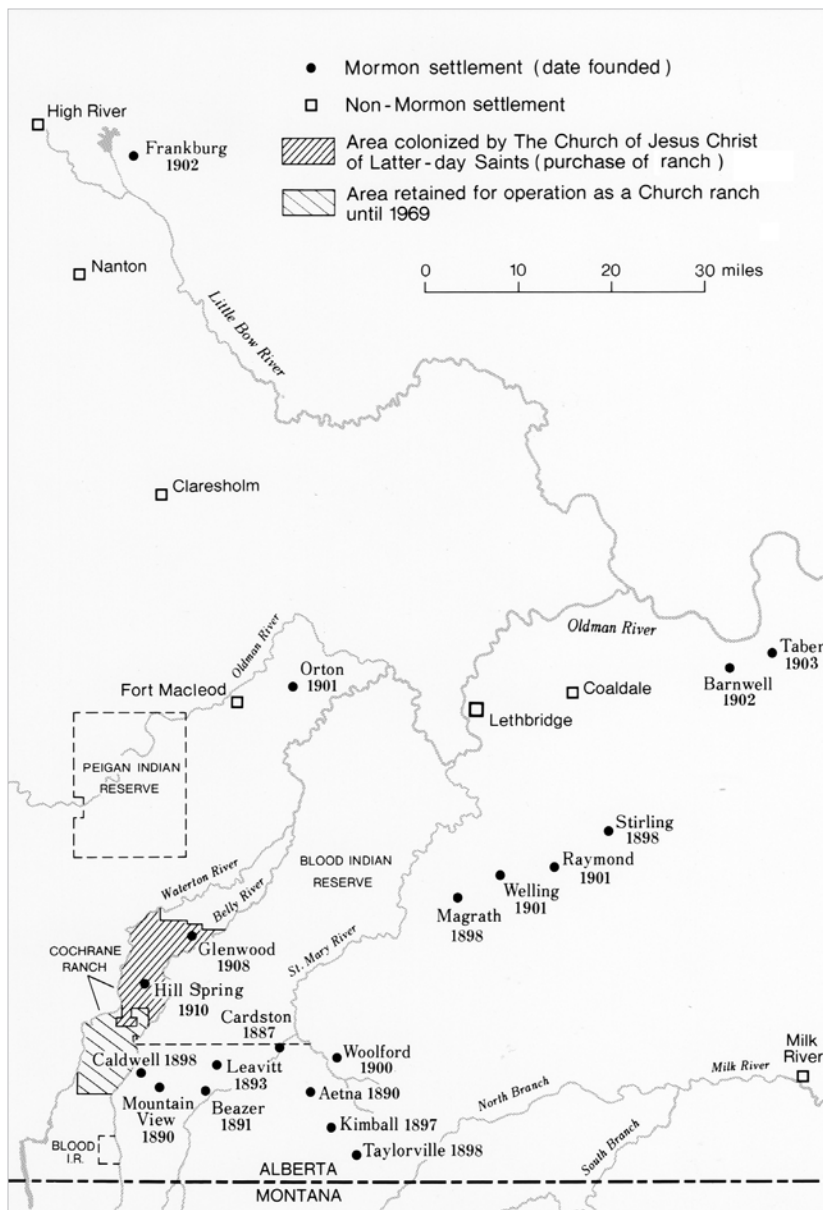 ● Mormon settlement (date founded)
□ Non-Mormon settlement
Area colonized by The Church of Jesus Christ
of Latter-day Saints (purchase of ranch)
Area retained for operation as a Church ranch
until 1969
0 10 20 30 miles
High River
Frankburg
1902
Nanton
Little Bow River
Claresholm
Oldman River
Oldman River
Orton
1901
Fort Macleod
Coaldale
Lethbridge
Taber
1903
Barnwell
1902
PEIGAN INDIAN
RESERVE
Stirling
1898
Raymond
1901
Welling
1901
Magrath
1898
BLOOD INDIAN
RESERVE
Waterton River
Belly River
St. Mary River
Glenwood
1908
COCHRANE
RANCH
Hill Spring
1910
Cardston
1887
Woolford
1900
Caldwell 1898
Leavitt
1893
Aetna 1890
Mountain
View
1890
Beazer
1891
Kimball 1897
Taylorville 1898
North Branch
South Branch
Milk River
Milk
River
BLOOD
I.R.
ALBERTA
MONTANA